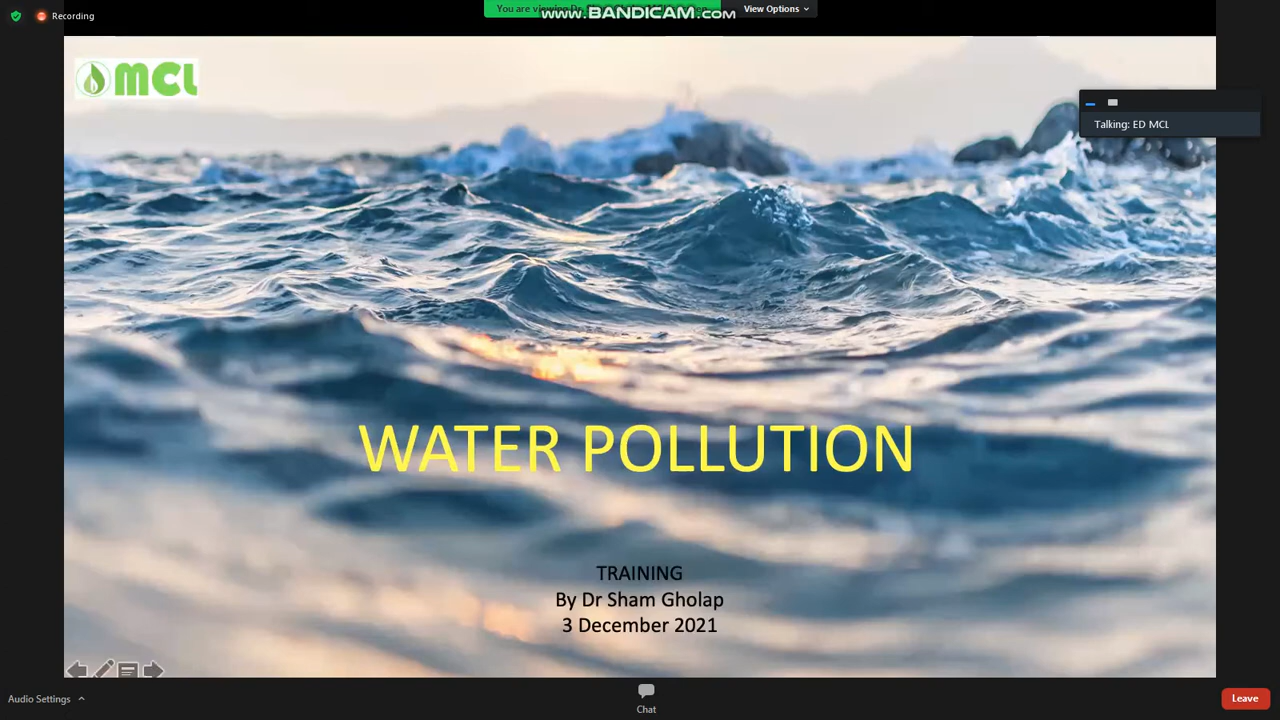 Recording
You are viewing Dr
www.BANDICAM.com
View Options
MCL
Talking: ED MCL
WATER POLLUTION
TRAINING
By Dr Sham Gholap
3 December 2021
Audio Settings
Chat
Leave